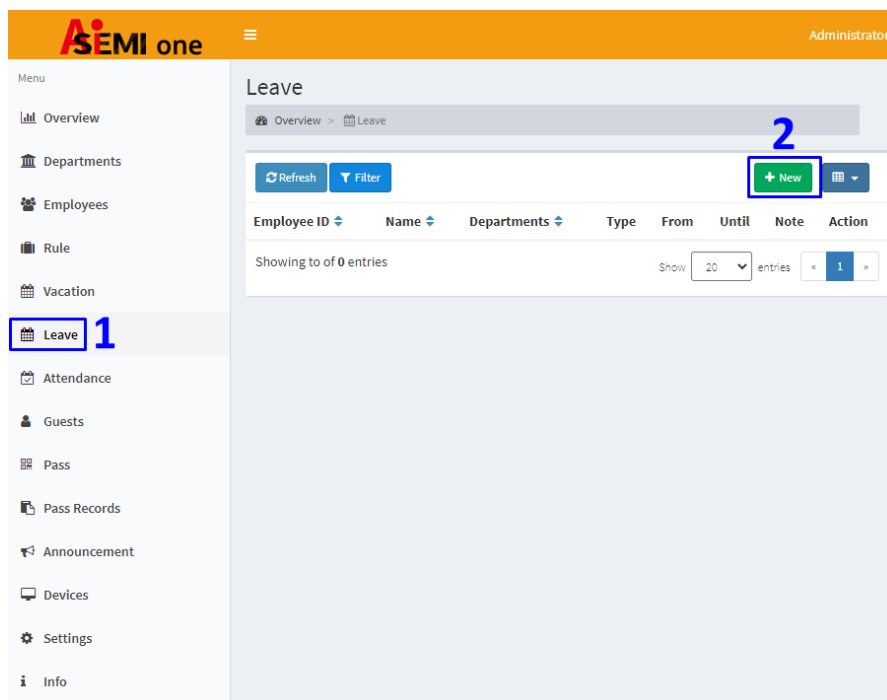 AiSEMI one
Administrator
Menu
Overview
Departments
Employees
Rule
Vacation
Leave 1
Attendance
Guests
Pass
Pass Records
Announcement
Devices
Settings
i Info
Leave
Overview > Leave
2
Refresh Filter + New
Employee ID Name Departments Type From Until Note Action
Showing to of 0 entries Show 20 entries « 1 »